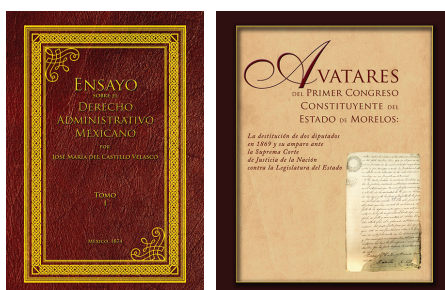 ENSAYO
SOBRE EL
DERECHO
ADMINISTRATIVO
MEXICANO
POR
JOSÉ MARÍA DEL CASTILLO VELASCO
TOMO
I
MÉXICO, 1874
AVATARES
DEL PRIMER CONGRESO
CONSTITUYENTE DEL
ESTADO DE MORELOS:
La destitución de dos diputados
en 1869 y su amparo ante
la Suprema Corte
de Justicia de la Nación
contra la Legislatura del Estado